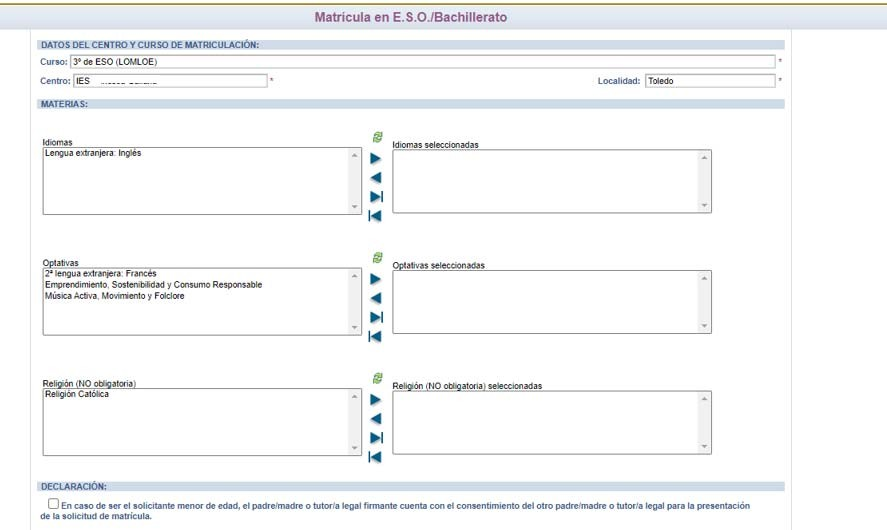 Matrícula en E.S.O./Bachillerato
DATOS DEL CENTRO Y CURSO DE MATRICULACIÓN:
Curso: 3º de ESO (LOMLOE) *
Centro: IES * Localidad: Toledo *
MATERIAS:
Idiomas
Idiomas seleccionadas
Lengua extranjera: Inglés
Optativas
Optativas seleccionadas
2ª lengua extranjera: Francés
Emprendimiento, Sostenibilidad y Consumo Responsable
Música Activa, Movimiento y Folclore
Religión (NO obligatoria)
Religión (NO obligatoria) seleccionadas
Religión Católica
DECLARACIÓN:
En caso de ser el solicitante menor de edad, el padre/madre o tutor/a legal firmante cuenta con el consentimiento del otro padre/madre o tutor/a legal para la presentación
de la solicitud de matrícula.